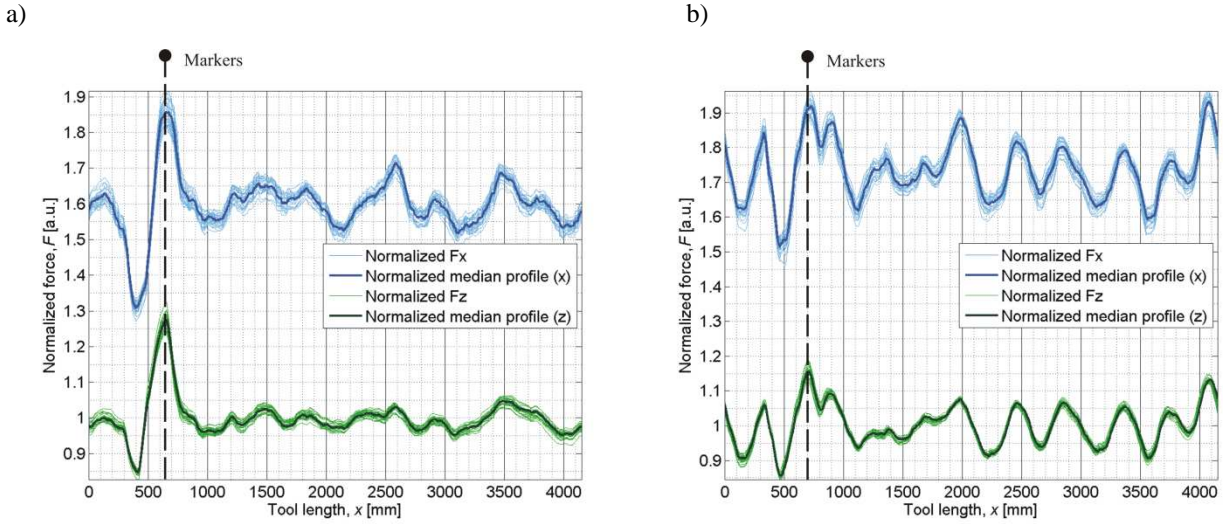 a)
Markers
1.9
1.8
1.7
1.6
1.5
1.4
1.3
1.2
1.1
1
0.9
Normalized force, F [a.u.]
Normalized Fx
Normalized median profile (x)
Normalized Fz
Normalized median profile (z)
0 500 1000 1500 2000 2500 3000 3500 4000
Tool length, x [mm]
b)
Markers
1.9
1.8
1.7
1.6
1.5
1.4
1.3
1.2
1.1
1
0.9
Normalized force, F [a.u.]
Normalized Fx
Normalized median profile (x)
Normalized Fz
Normalized median profile (z)
0 500 1000 1500 2000 2500 3000 3500 4000
Tool length, x [mm]